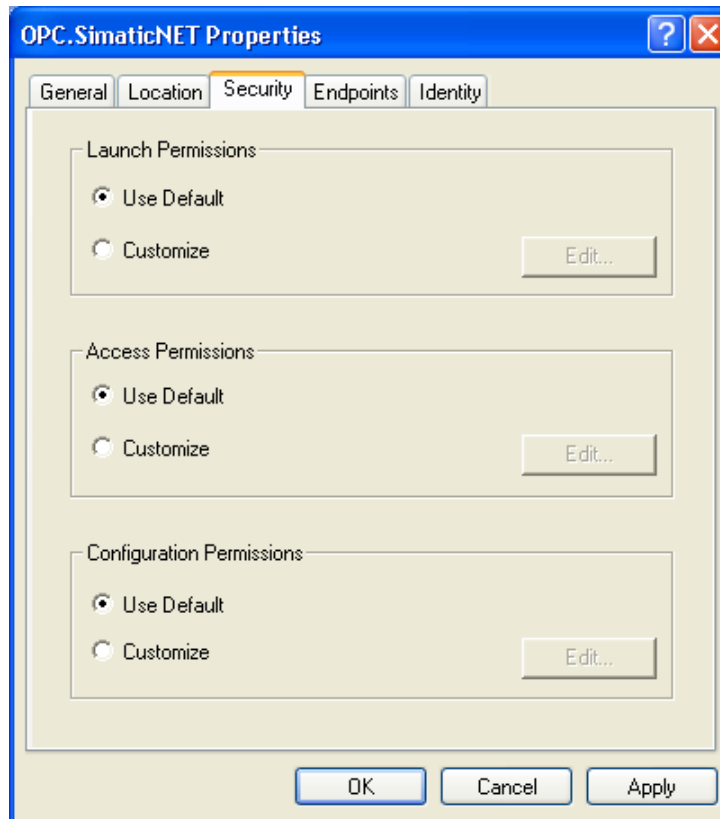 OPC.SimaticNET Properties
General Location Security Endpoints Identity
Launch Permissions
Use Default
Customize Edit...
Access Permissions
Use Default
Customize Edit...
Configuration Permissions
Use Default
Customize Edit...
OK Cancel Apply